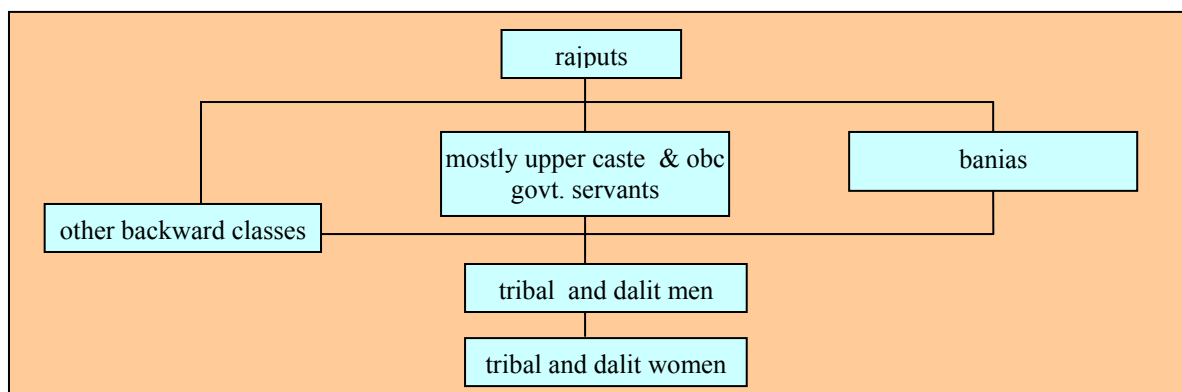 rajputs
mostly upper caste & obc
govt. servants
banias
other backward classes
tribal and dalit men
tribal and dalit women